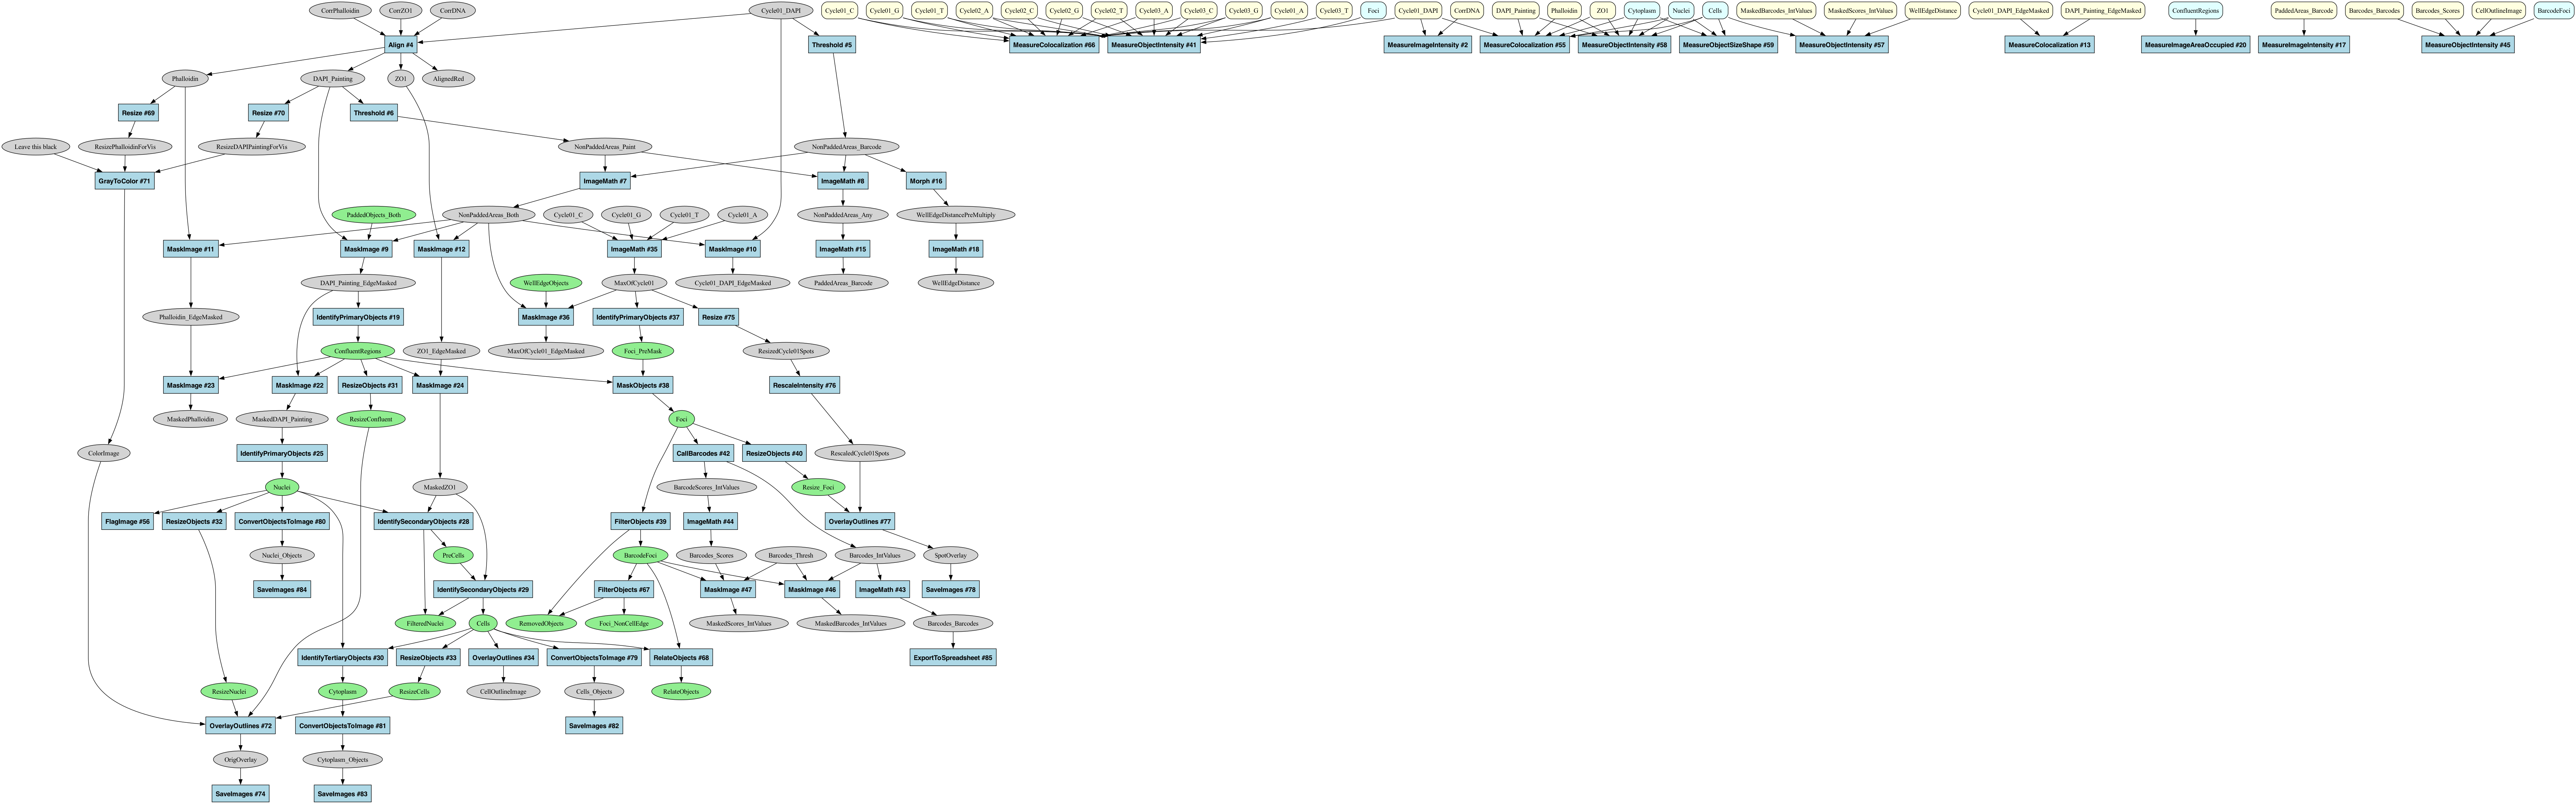 CorrPhalloidin
CorrZO1
CorrDNA
Cycle01_DAPI
Cycle01_C
Cycle01_G
Cycle01_T
Cycle02_A
Cycle02_C
Cycle02_G
Cycle02_T
Cycle03_A
Cycle03_C
Cycle03_G
Cycle01_A
Cycle03_T
Foci
Cycle01_DAPI
CorrDNA
DAPI_Painting
Phalloidin
ZO1
Cytoplasm
Nuclei
Cells
MaskedBarcodes_IntValues
MaskedScores_IntValues
WellEdgeDistance
Cycle01_DAPI_EdgeMasked
DAPI_Painting_EdgeMasked
ConfluentRegions
PaddedAreas_Barcode
Barcodes_Barcodes
Barcodes_Scores
CellOutlineImage
BarcodeFoci
Align #4
Threshold #5
MeasureColocalization #66
MeasureObjectIntensity #41
MeasureImageIntensity #2
MeasureColocalization #55
MeasureObjectIntensity #58
MeasureObjectSizeShape #59
MeasureObjectIntensity #57
MeasureColocalization #13
MeasureImageAreaOccupied #20
MeasureImageIntensity #17
MeasureObjectIntensity #45
Phalloidin
DAPI_Painting
ZO1
AlignedRed
Resize #69
Resize #70
Threshold #6
Leave this black
ResizePhalloidinForVis
ResizeDAPIPaintingForVis
NonPaddedAreas_Paint
NonPaddedAreas_Barcode
GrayToColor #71
ImageMath #7
ImageMath #8
Morph #16
PaddedObjects_Both
NonPaddedAreas_Both
Cycle01_C
Cycle01_G
Cycle01_T
Cycle01_A
NonPaddedAreas_Any
WellEdgeDistancePreMultiply
MaskImage #11
MaskImage #9
MaskImage #12
ImageMath #35
MaskImage #10
ImageMath #15
ImageMath #18
DAPI_Painting_EdgeMasked
WellEdgeObjects
MaxOfCycle01
Cycle01_DAPI_EdgeMasked
PaddedAreas_Barcode
WellEdgeDistance
Phalloidin_EdgeMasked
IdentifyPrimaryObjects #19
MaskImage #36
IdentifyPrimaryObjects #37
Resize #75
ConfluentRegions
ZO1_EdgeMasked
MaxOfCycle01_EdgeMasked
Foci_PreMask
ResizedCycle01Spots
MaskImage #23
MaskImage #22
ResizeObjects #31
MaskImage #24
MaskObjects #38
RescaleIntensity #76
MaskedPhalloidin
MaskedDAPI_Painting
ResizeConfluent
Foci
ColorImage
IdentifyPrimaryObjects #25
CallBarcodes #42
ResizeObjects #40
RescaledCycle01Spots
Nuclei
MaskedZO1
BarcodeScores_IntValues
Resize_Foci
FlagImage #56
ResizeObjects #32
ConvertObjectsToImage #80
IdentifySecondaryObjects #28
FilterObjects #39
ImageMath #44
OverlayOutlines #77
Nuclei_Objects
PreCells
BarcodeFoci
Barcodes_Scores
Barcodes_Thresh
Barcodes_IntValues
SpotOverlay
SaveImages #84
IdentifySecondaryObjects #29
FilterObjects #67
MaskImage #47
MaskImage #46
ImageMath #43
SaveImages #78
FilteredNuclei
Cells
RemovedObjects
Foci_NonCellEdge
MaskedScores_IntValues
MaskedBarcodes_IntValues
Barcodes_Barcodes
IdentifyTertiaryObjects #30
ResizeObjects #33
OverlayOutlines #34
ConvertObjectsToImage #79
RelateObjects #68
ExportToSpreadsheet #85
ResizeNuclei
Cytoplasm
ResizeCells
CellOutlineImage
Cells_Objects
RelateObjects
OverlayOutlines #72
ConvertObjectsToImage #81
SaveImages #82
OrigOverlay
Cytoplasm_Objects
SaveImages #74
SaveImages #83